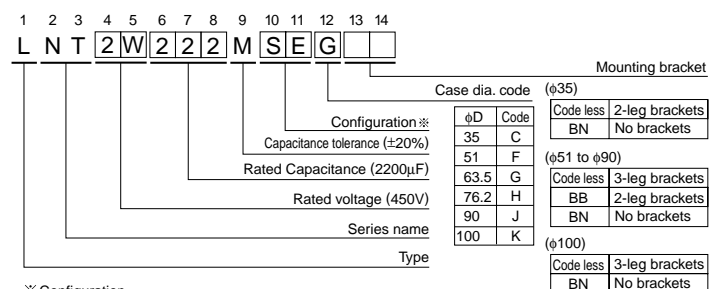 1 2 3 4 5 6 7 8 9 10 11 12 13 14
L N T 2 W 2 2 2 M S E G
Mounting bracket
Case dia. code
Configuration※
Capacitance tolerance (±20%)
Rated Capacitance (2200µF)
Rated voltage (450V)
Series name
Type
ϕD Code
35 C
51 F
63.5 G
76.2 H
90 J
100 K
(ϕ35)
Code less 2-leg brackets
BN No brackets
(ϕ51 to ϕ90)
Code less 3-leg brackets
BB 2-leg brackets
BN No brackets
(ϕ100)
Code less 3-leg brackets
BN No brackets
※Configuration